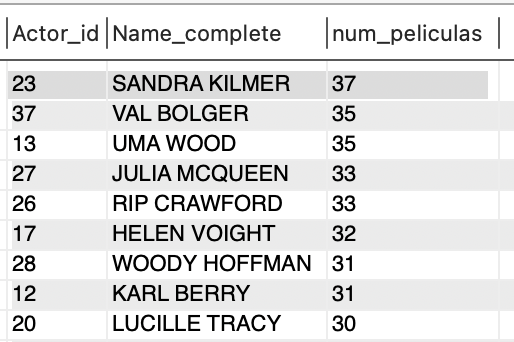 Actor_id Name_complete num_peliculas
23 SANDRA KILMER 37
37 VAL BOLGER 35
13 UMA WOOD 35
27 JULIA MCQUEEN 33
26 RIP CRAWFORD 33
17 HELEN VOIGHT 32
28 WOODY HOFFMAN 31
12 KARL BERRY 31
20 LUCILLE TRACY 30